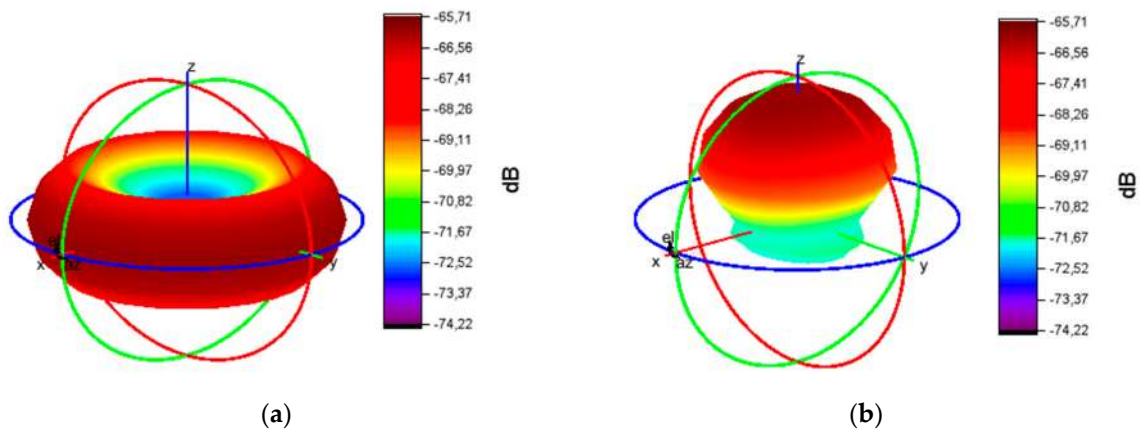 z
el
x
az
y
-65,71
-66,56
-67,41
-68,26
-69,11
-69,97
-70,82
-71,67
-72,52
-73,37
-74,22
dB
(a)
z
el
x
az
y
-65,71
-66,56
-67,41
-68,26
-69,11
-69,97
-70,82
-71,67
-72,52
-73,37
-74,22
dB
(b)